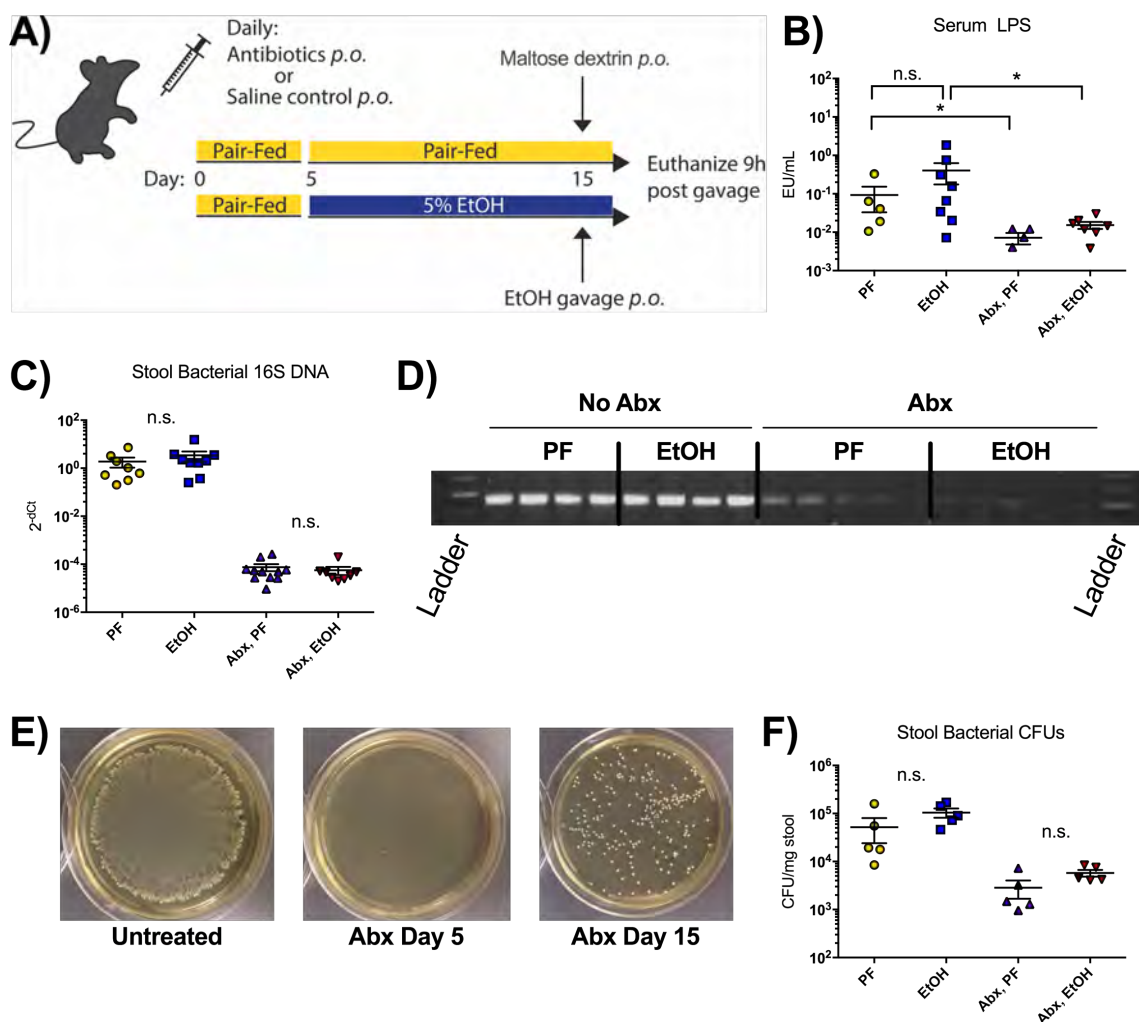 A)
Daily:
Antibiotics p.o.
or
Saline control p.o.
Maltose dextrin p.o.
Pair-Fed
Pair-Fed
Day: 0
5
15
Pair-Fed
5% EtOH
Euthanize 9h
post gavage
EtOH gavage p.o.
B)
Serum LPS
n.s.
*
*
EU/mL
10²
10¹
10⁰
10⁻¹
10⁻²
10⁻³
PF
EtOH
Abx, PF
Abx, EtOH
C)
Stool Bacterial 16S DNA
n.s.
n.s.
2⁻ᵈᶜᵗ
10²
10⁰
10⁻²
10⁻⁴
10⁻⁶
PF
EtOH
Abx, PF
Abx, EtOH
D)
No Abx
Abx
PF
EtOH
PF
EtOH
Ladder
Ladder
E)
Untreated
Abx Day 5
Abx Day 15
F)
Stool Bacterial CFUs
n.s.
n.s.
CFU/mg stool
10⁶
10⁵
10⁴
10³
10²
PF
EtOH
Abx, PF
Abx, EtOH